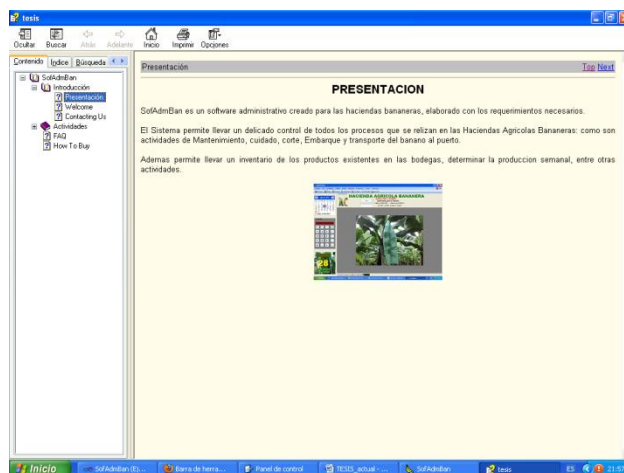 tesis
Ocultar Buscar Atrás Adelante Inicio Imprimir Opciones
Contenido Índice Búsqueda
SofAdmBan
Introducción
Presentación
Welcome
Contacting Us
Actividades
FAQ
How To Buy
Presentación
Top Next
PRESENTACION
SofAdmBan es un software administrativo creado para las haciendas bananeras, elaborado con los requerimientos necesarios.
El Sistema permite llevar un delicado control de todos los procesos que se relizan en las Haciendas Agricolas Bananeras: como son
actividades de Mantenimiento, cuidado, corte, Embarque y transporte del banano al puerto.
Ademas permite llevar un inventario de los productos existentes en las bodegas, determinar la produccion semanal, entre otras
actividades.
HACIENDA AGRICOLA BANANERA
28
Inicio SofAdmBan (E)... Barra de herra... Panel de control TESIS_actual - ... SofAdmBan tesis ES 21:57